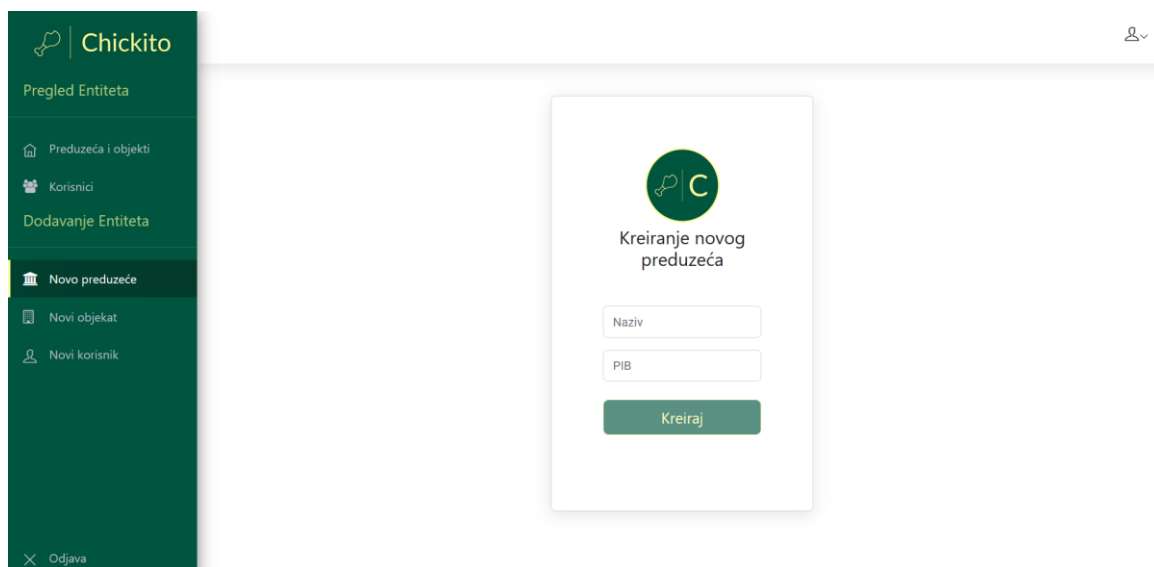 Chickito
Pregled Entiteta
Preduzeća i objekti
Korisnici
Dodavanje Entiteta
Novo preduzeće
Novi objekat
Novi korisnik
Odjava
C
Kreiranje novog
preduzeća
Naziv
PIB
Kreiraj